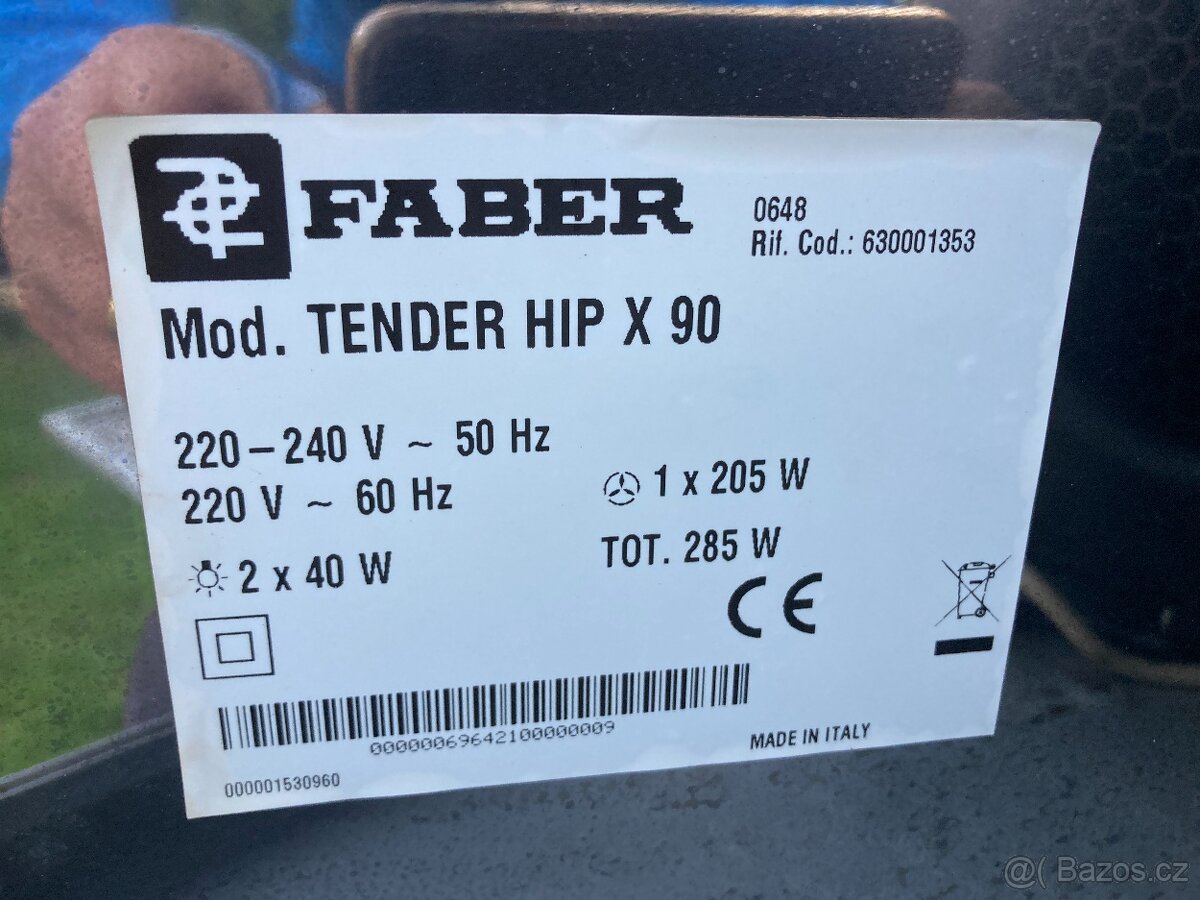 FABER
0648
Rif. Cod.: 630001353
Mod. TENDER HIP X 90
220-240 V ~ 50 Hz
220 V ~ 60 Hz
1 x 205 W
2 x 40 W
TOT. 285 W
CE
00000069642100000009
MADE IN ITALY
000001530960
@( Bazos.cz